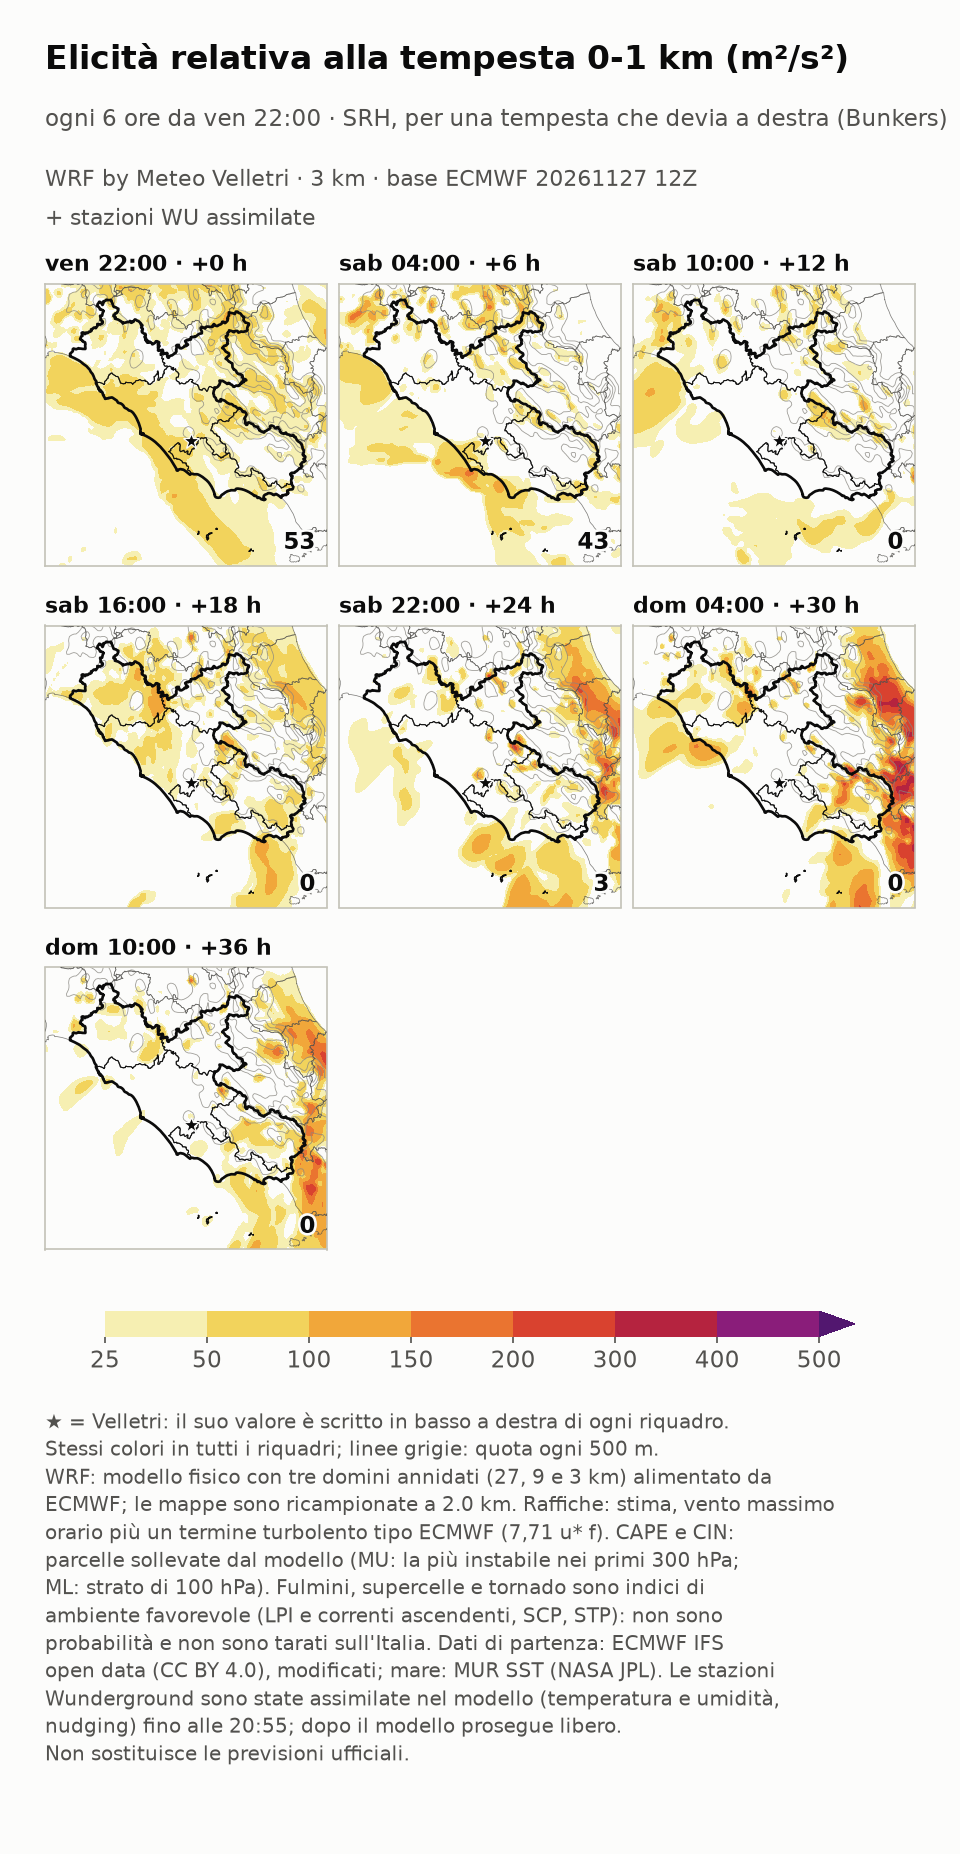 Elicità relativa alla tempesta 0-1 km (m²/s²)
ogni 6 ore da ven 22:00 · SRH, per una tempesta che devia a destra (Bunkers)
WRF by Meteo Velletri · 3 km · base ECMWF 20261127 12Z
+ stazioni WU assimilate
ven 22:00 · +0 h
sab 04:00 · +6 h
sab 10:00 · +12 h
53
43
0
sab 16:00 · +18 h
sab 22:00 · +24 h
dom 04:00 · +30 h
0
3
0
dom 10:00 · +36 h
0
25 50 100 150 200 300 400 500
★ = Velletri: il suo valore è scritto in basso a destra di ogni riquadro.
Stessi colori in tutti i riquadri; linee grigie: quota ogni 500 m.
WRF: modello fisico con tre domini annidati (27, 9 e 3 km) alimentato da
ECMWF; le mappe sono ricampionate a 2.0 km. Raffiche: stima, vento massimo
orario più un termine turbolento tipo ECMWF (7,71 u* f). CAPE e CIN:
parcelle sollevate dal modello (MU: la più instabile nei primi 300 hPa;
ML: strato di 100 hPa). Fulmini, supercelle e tornado sono indici di
ambiente favorevole (LPI e correnti ascendenti, SCP, STP): non sono
probabilità e non sono tarati sull'Italia. Dati di partenza: ECMWF IFS
open data (CC BY 4.0), modificati; mare: MUR SST (NASA JPL). Le stazioni
Wunderground sono state assimilate nel modello (temperatura e umidità,
nudging) fino alle 20:55; dopo il modello prosegue libero.
Non sostituisce le previsioni ufficiali.